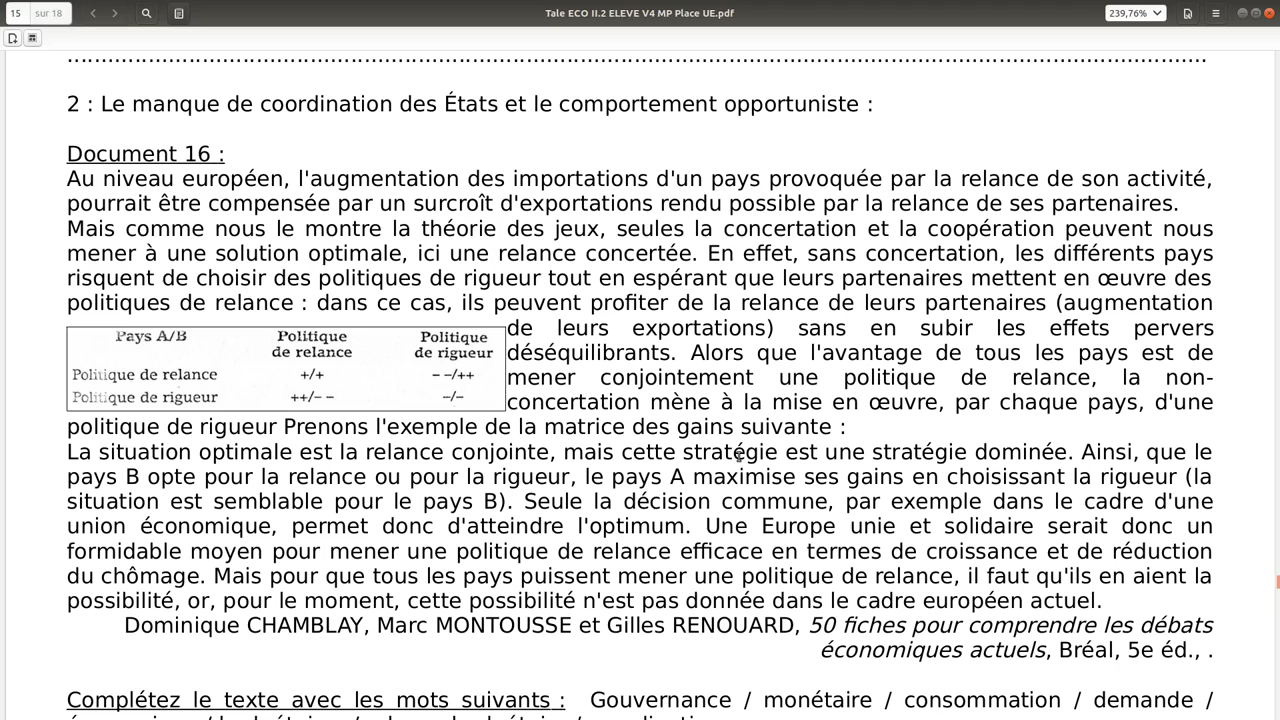 15 sur 18
Tale ECO II.2 ELEVE V4 MP Place UE.pdf
239,76%
2 : Le manque de coordination des États et le comportement opportuniste :
Document 16 :
Au niveau européen, l'augmentation des importations d'un pays provoquée par la relance de son activité,
pourrait être compensée par un surcroît d'exportations rendu possible par la relance de ses partenaires.
Mais comme nous le montre la théorie des jeux, seules la concertation et la coopération peuvent nous
mener à une solution optimale, ici une relance concertée. En effet, sans concertation, les différents pays
risquent de choisir des politiques de rigueur tout en espérant que leurs partenaires mettent en œuvre des
politiques de relance : dans ce cas, ils peuvent profiter de la relance de leurs partenaires (augmentation
de leurs exportations) sans en subir les effets pervers
déséquilibrants. Alors que l'avantage de tous les pays est de
mener conjointement une politique de relance, la non-
concertation mène à la mise en œuvre, par chaque pays, d'une
Pays A/B Politique de relance Politique de rigueur
Politique de relance +/+ – –/++
Politique de rigueur ++/– – –/–
politique de rigueur Prenons l'exemple de la matrice des gains suivante :
La situation optimale est la relance conjointe, mais cette stratégie est une stratégie dominée. Ainsi, que le
pays B opte pour la relance ou pour la rigueur, le pays A maximise ses gains en choisissant la rigueur (la
situation est semblable pour le pays B). Seule la décision commune, par exemple dans le cadre d'une
union économique, permet donc d'atteindre l'optimum. Une Europe unie et solidaire serait donc un
formidable moyen pour mener une politique de relance efficace en termes de croissance et de réduction
du chômage. Mais pour que tous les pays puissent mener une politique de relance, il faut qu'ils en aient la
possibilité, or, pour le moment, cette possibilité n'est pas donnée dans le cadre européen actuel.
Dominique CHAMBLAY, Marc MONTOUSSE et Gilles RENOUARD, 50 fiches pour comprendre les débats
économiques actuels, Bréal, 5e éd., .
Complétez le texte avec les mots suivants : Gouvernance / monétaire / consommation / demande /